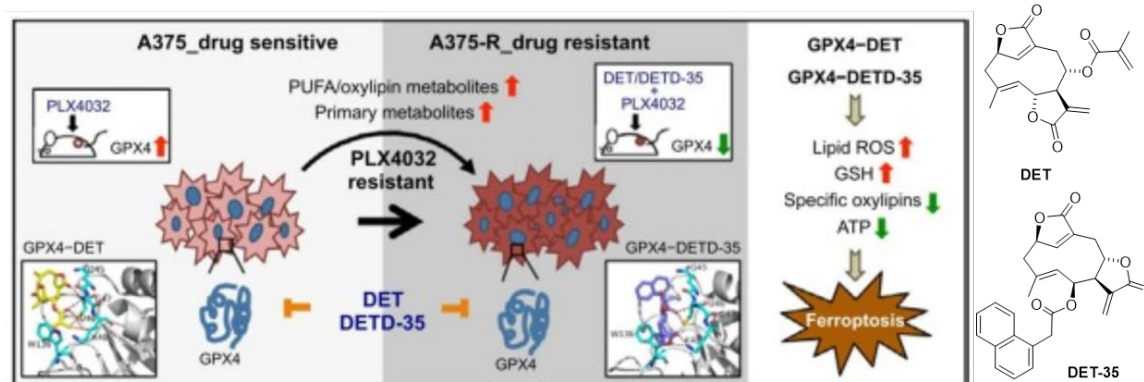 A375_drug sensitive
PLX4032
GPX4
GPX4–DET
W136
GPX4
A375-R_drug resistant
PUFA/oxylipin metabolites
Primary metabolites
PLX4032
resistant
DET
DETD-35
DET/DETD-35
+
PLX4032
GPX4
GPX4–DETD-35
GPX4
GPX4–DET
GPX4–DETD-35
Lipid ROS
GSH
Specific oxylipins
ATP
Ferroptosis
O
O
O
O
O
O
DET
O
O
O
O
O
O
DET-35